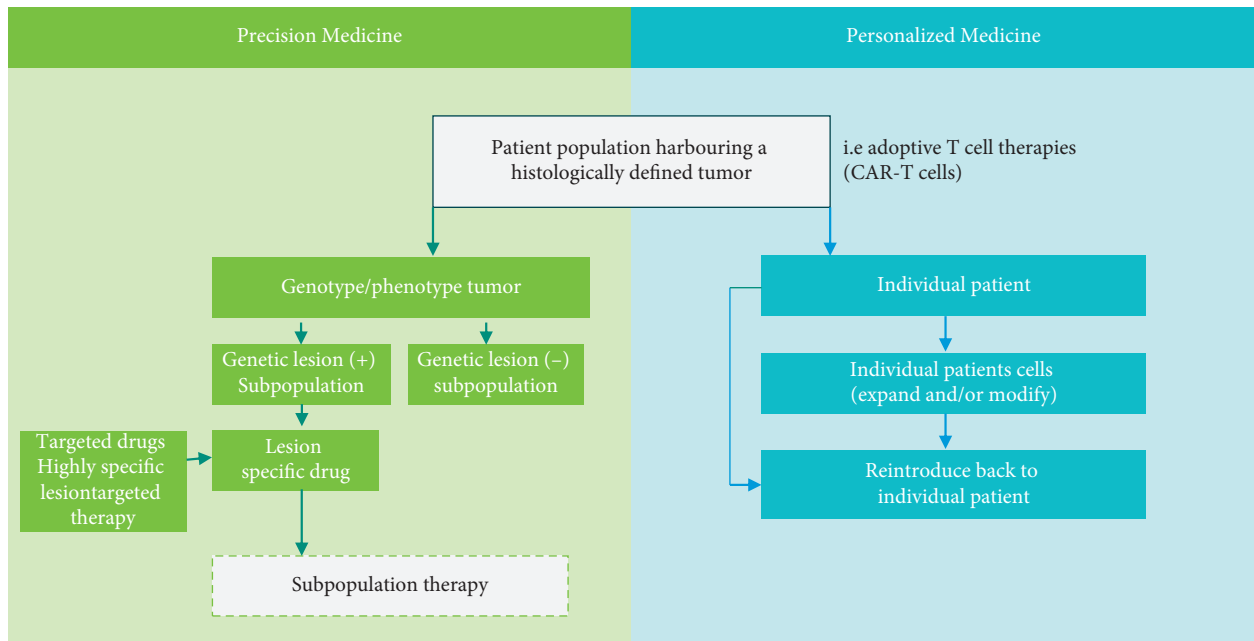 Precision Medicine
Personalized Medicine
Patient population harbouring a
histologically defined tumor
i.e adoptive T cell therapies
(CAR-T cells)
Genotype/phenotype tumor
Genetic lesion (+)
Subpopulation
Genetic lesion (–)
subpopulation
Targeted drugs
Highly specific
lesiontargeted
therapy
Lesion
specific drug
Subpopulation therapy
Individual patient
Individual patients cells
(expand and/or modify)
Reintroduce back to
individual patient